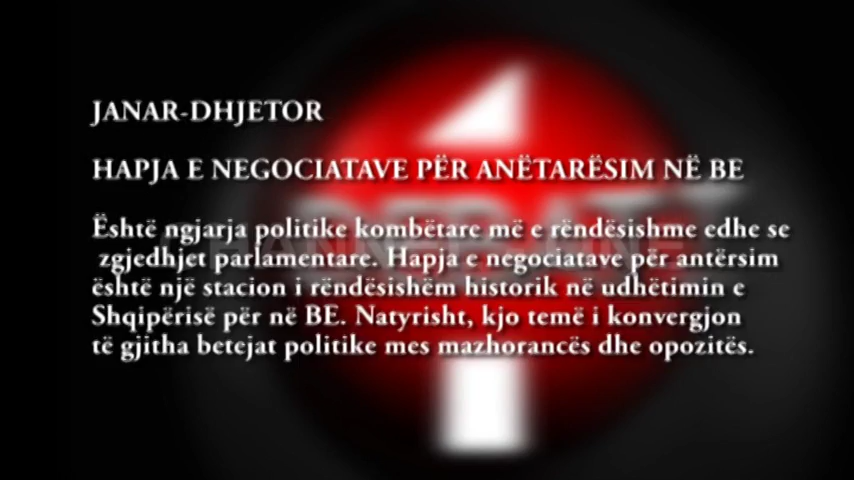 JANAR-DHJETOR
HAPJA E NEGOCIATAVE PËR ANËTARËSIM NË BE
Është ngjarja politike kombëtare më e rëndësishme edhe se
zgjedhjet parlamentare. Hapja e negociatave për antërsim
është një stacion i rëndësishëm historik në udhëtimin e
Shqipërisë për në BE. Natyrisht, kjo temë i konvergjon
të gjitha betejat politike mes mazhorancës dhe opozitës.